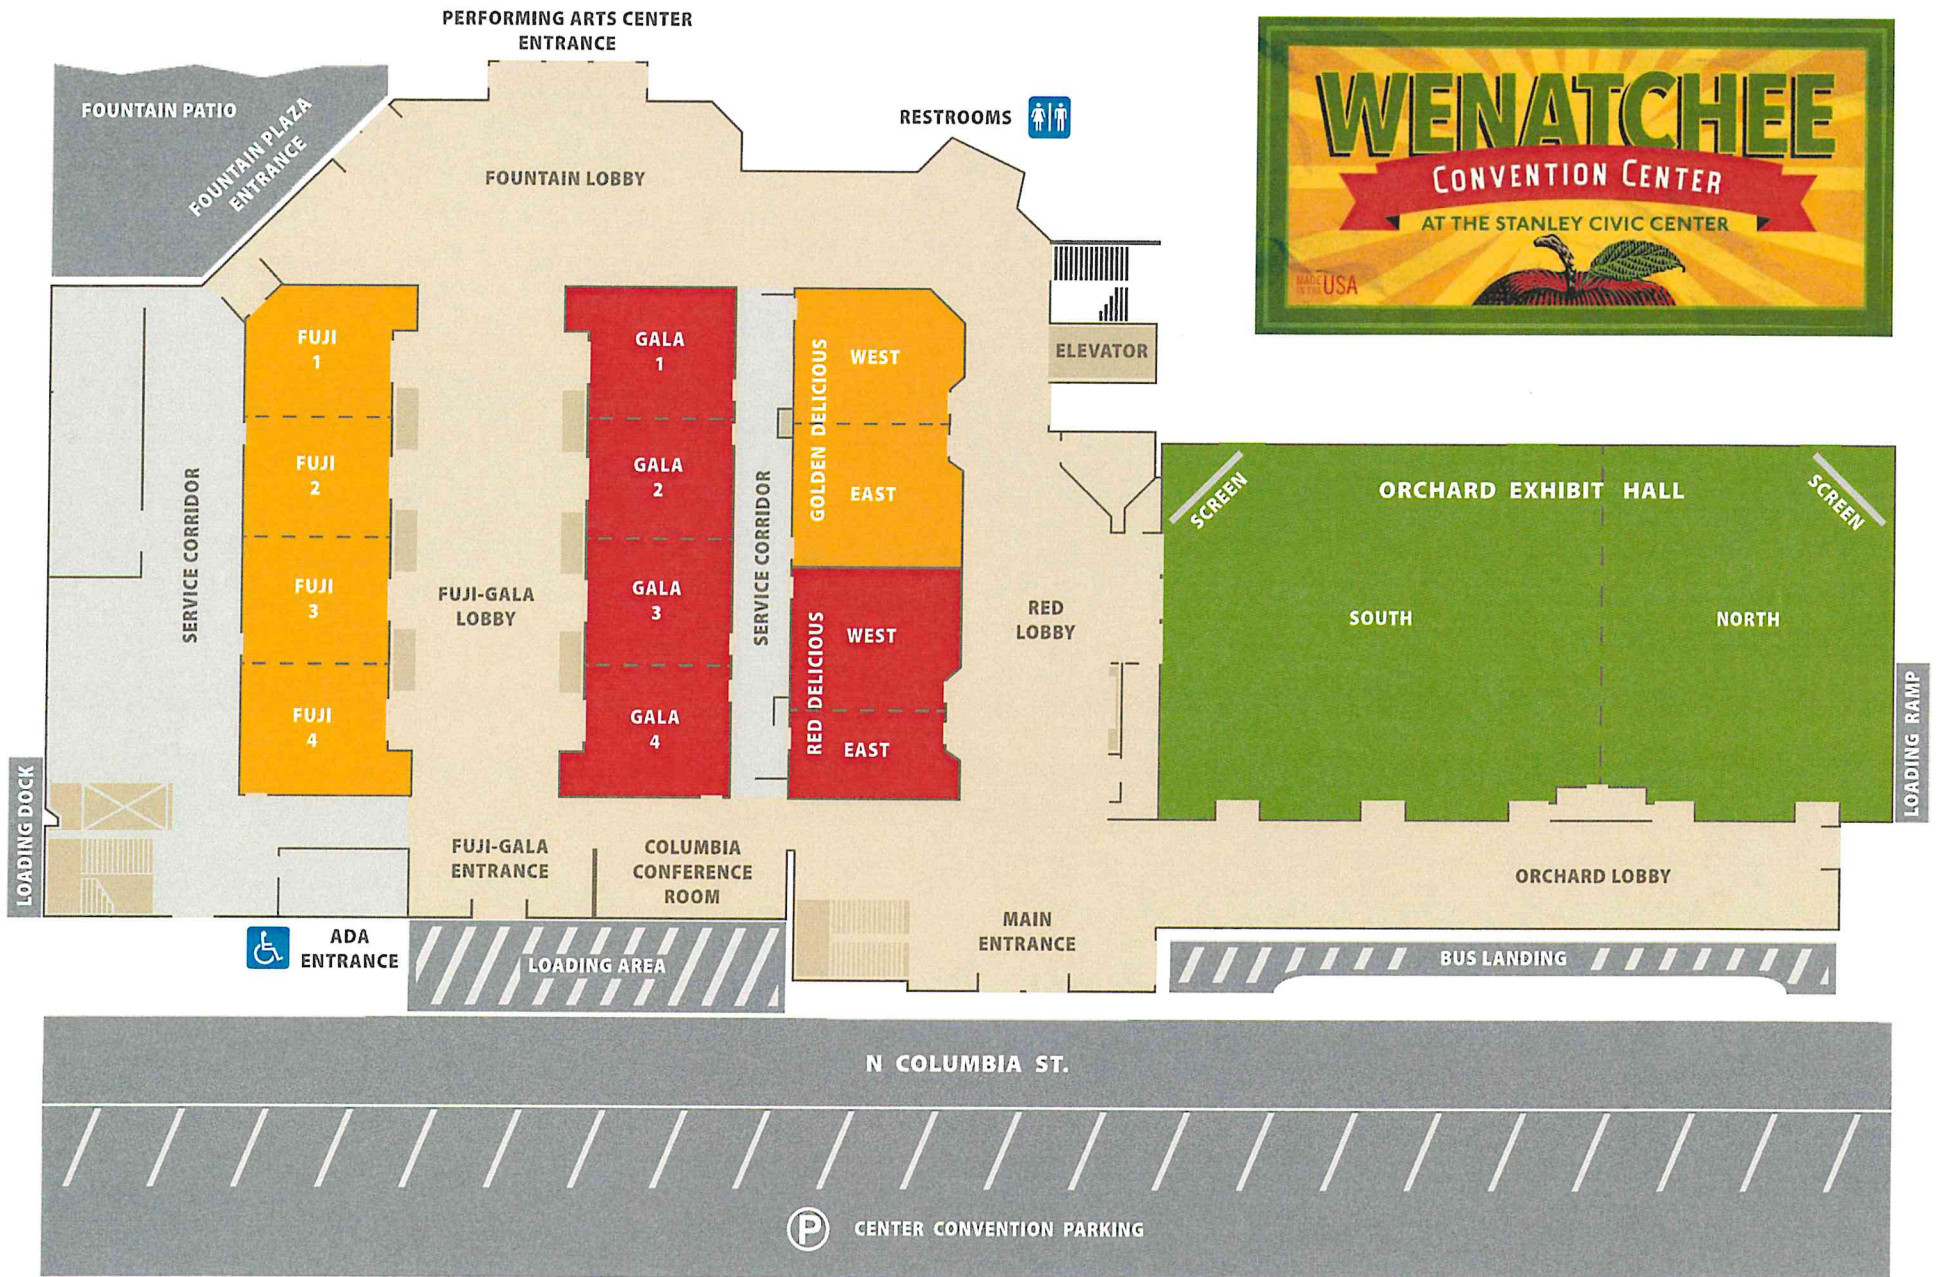 PERFORMING ARTS CENTER
ENTRANCE
FOUNTAIN PATIO
FOUNTAIN PLAZA
ENTRANCE
RESTROOMS
WENATCHEE
CONVENTION CENTER
AT THE STANLEY CIVIC CENTER
MADE
IN THE
USA
FOUNTAIN LOBBY
ELEVATOR
FUJI
1
FUJI
2
FUJI
3
FUJI
4
GALA
1
GALA
2
GALA
3
GALA
4
GOLDEN DELICIOUS
WEST
EAST
RED DELICIOUS
WEST
EAST
SERVICE CORRIDOR
SERVICE CORRIDOR
FUJI-GALA
LOBBY
RED
LOBBY
SCREEN
ORCHARD EXHIBIT HALL
SCREEN
SOUTH
NORTH
LOADING RAMP
LOADING DOCK
FUJI-GALA
ENTRANCE
COLUMBIA
CONFERENCE
ROOM
ORCHARD LOBBY
MAIN
ENTRANCE
ADA
ENTRANCE
LOADING AREA
BUS LANDING
N COLUMBIA ST.
P
CENTER CONVENTION PARKING